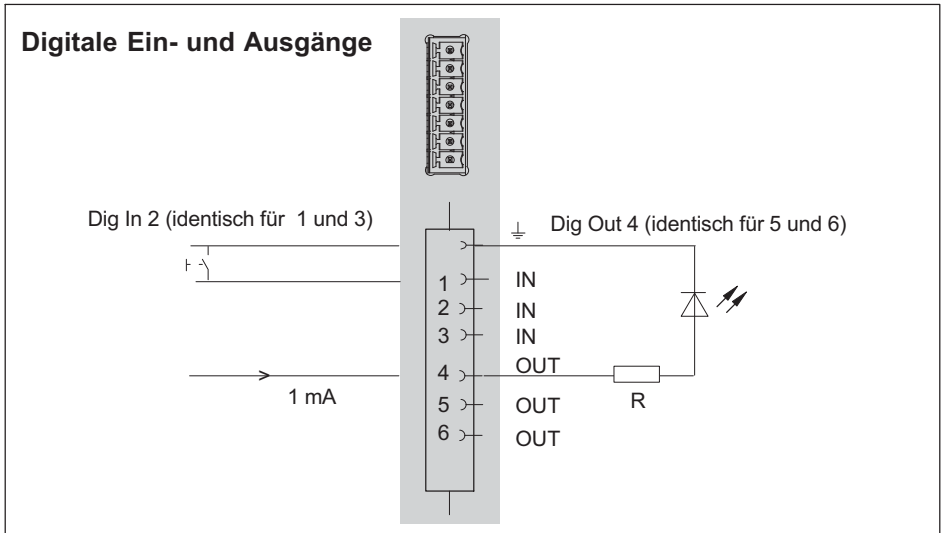 Digitale Ein- und Ausgänge
Dig In 2 (identisch für 1 und 3)
Dig Out 4 (identisch für 5 und 6)
1 IN
2 IN
3 IN
4 OUT
5 OUT
6 OUT
1 mA
R